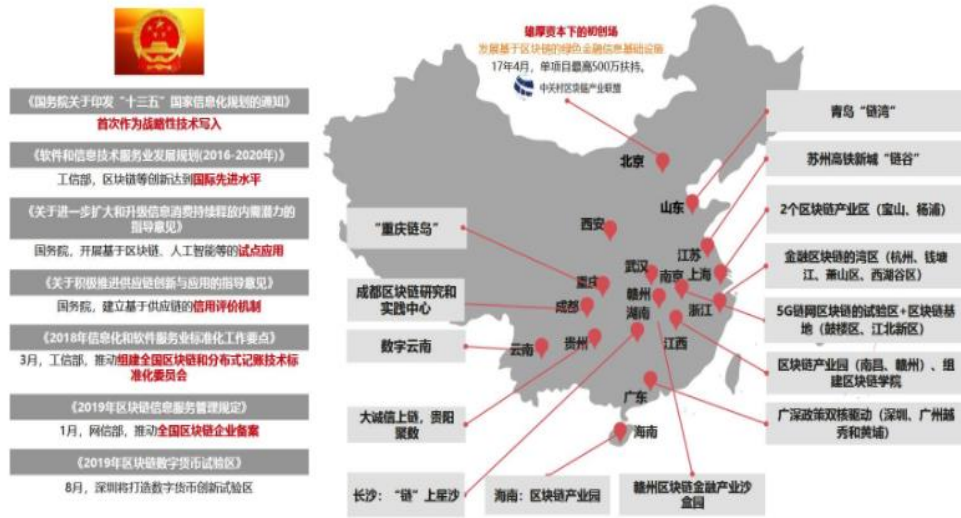 《国务院关于印发“十三五”国家信息化规划的通知》
首次作为战略性技术写入
《软件和信息技术服务业发展规划(2016-2020年)》
工信部，区块链等创新达到国际先进水平
《关于进一步扩大和升级信息消费持续释放内需潜力的
指导意见》
国务院、开展基于区块链、人工智能等的试点应用
《关于积极推进供应链创新与应用的指导意见》
国务院，建立基于供应链的信用评价机制
《2018年信息化和软件服务业标准化工作要点》
3月，工信部，推动组建全国区块链和分布式记账技术标
准化委员会
《2019年区块链信息服务管理规定》
1月，网信部，推动全国区块链企业备案
《2019年区块链数字货币试验区》
8月，深圳将打造数字货币创新试验区
雄厚资本下的初创场
发展基于区块链的绿色金融信息基础设施
17年4月，单项目最高500万扶持。
中关村区块链产业联盟
北京
山东
西安
江苏
武汉
南京
上海
重庆
赣州
成都
湖南
浙江
贵州
江西
云南
广东
海南
“重庆链岛”
成都区块链研究和
实践中心
数字云南
大诚信上链，贵阳
聚数
长沙：“链”上星沙
海南：区块链产业园
赣州区块链金融产业沙
盒园
青岛“链湾”
苏州高铁新城“链谷”
2个区块链产业区（宝山、杨浦）
金融区块链的湾区（杭州、钱塘
江、萧山区、西湖谷区）
5G链网区块链的试验区+区块链基
地（鼓楼区、江北新区）
区块链产业园（南昌、赣州）、组
建区块链学院
广深政策双核驱动（深圳、广州越
秀和黄埔）